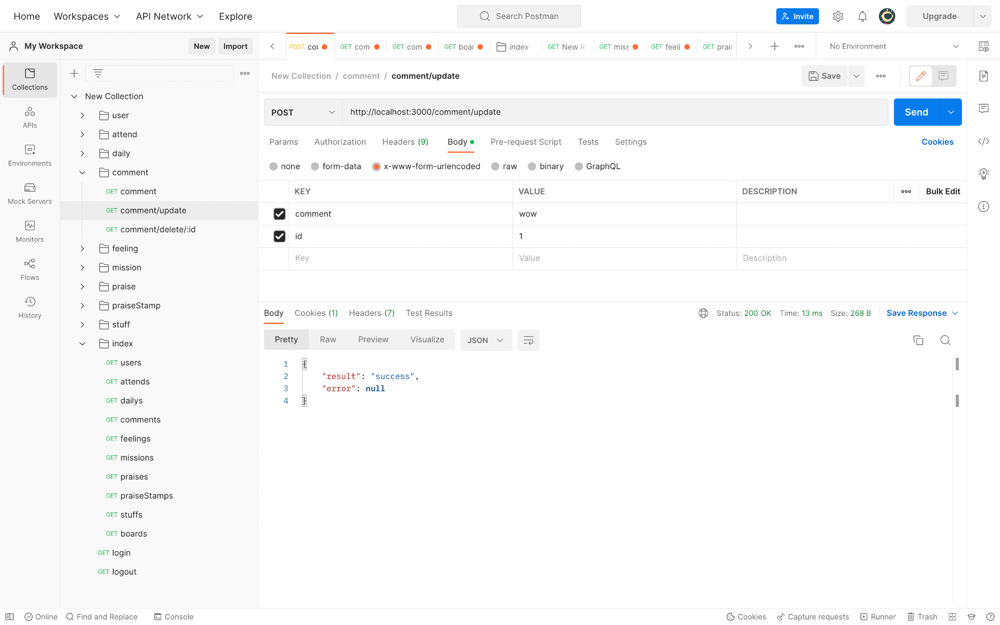 Home
Workspaces
API Network
Explore
Search Postman
Invite
Upgrade
My Workspace
New
Import
POST
GET com
GET com
GET
index
GET New
GET
GET
GET
No Environment
Collections
APIs
Environments
Mock Servers
Monitors
Flows
History
New Collection
user
attend
daily
comment
GET comment
GET comment/update
GET comment/delete/:id
feeling
mission
praise
praiseStamp
stuff
index
GET users
GET attends
GET dailys
GET comments
GET feelings
GET missions
GET praises
GET praiseStamps
GET stuffs
GET boards
GET login
GET logout
New Collection / comment / comment/update
Save
POST
http://localhost:3000/comment/update
Send
Params
Authorization
Headers (9)
Body
Pre-request Script
Tests
Settings
Cookies
none
form-data
x-www-form-urlencoded
raw
binary
GraphQL
KEY
VALUE
DESCRIPTION
Bulk Edit
comment
wow
id
1
Key
Value
Description
Body
Cookies (1)
Headers (7)
Test Results
Status: 200 OK
Time: 13 ms
Size: 268 B
Save Response
Pretty
Raw
Preview
Visualize
JSON
1 {
2 "result": "success",
3 "error": null
4 }
Online
Find and Replace
Console
Cookies
Capture requests
Runner
Trash